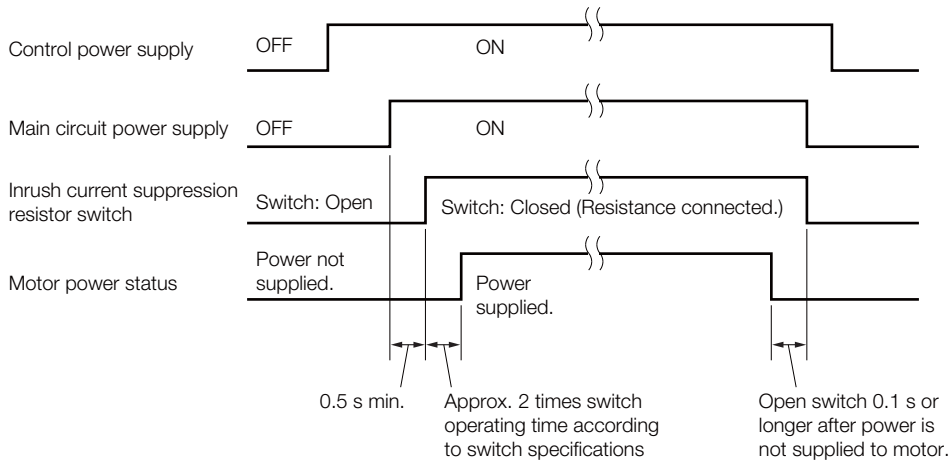 Control power supply
OFF
ON
Main circuit power supply
OFF
ON
Inrush current suppression
resistor switch
Switch: Open
Switch: Closed (Resistance connected.)
Motor power status
Power not
supplied.
Power
supplied.
0.5 s min.
Approx. 2 times switch
operating time according
to switch specifications
Open switch 0.1 s or
longer after power is
not supplied to motor.